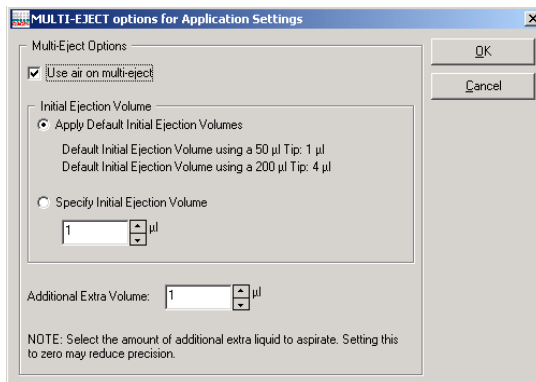 MULTI-EJECT options for Application Settings
Multi-Eject Options
OK
Use air on multi-eject
Cancel
Initial Ejection Volume
Apply Default Initial Ejection Volumes
Default Initial Ejection Volume using a 50 µl Tip: 1 µl
Default Initial Ejection Volume using a 200 µl Tip: 4 µl
Specify Initial Ejection Volume
1 µl
Additional Extra Volume: 1 µl
NOTE: Select the amount of additional extra liquid to aspirate. Setting this
to zero may reduce precision.